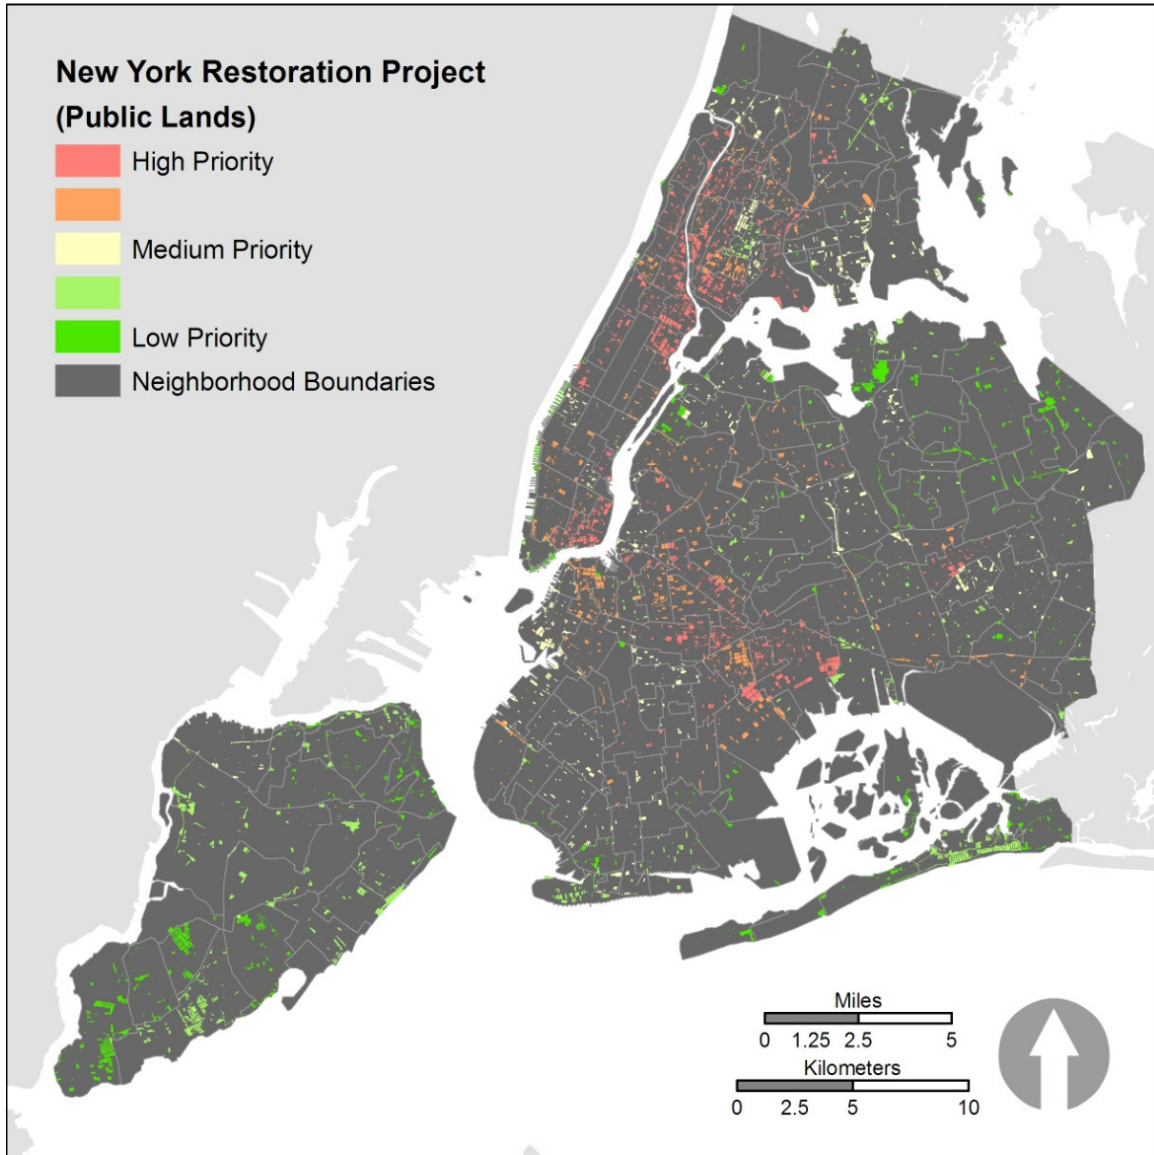 New York Restoration Project
(Public Lands)
High Priority
Medium Priority
Low Priority
Neighborhood Boundaries
Miles
0 1.25 2.5 5
Kilometers
0 2.5 5 10